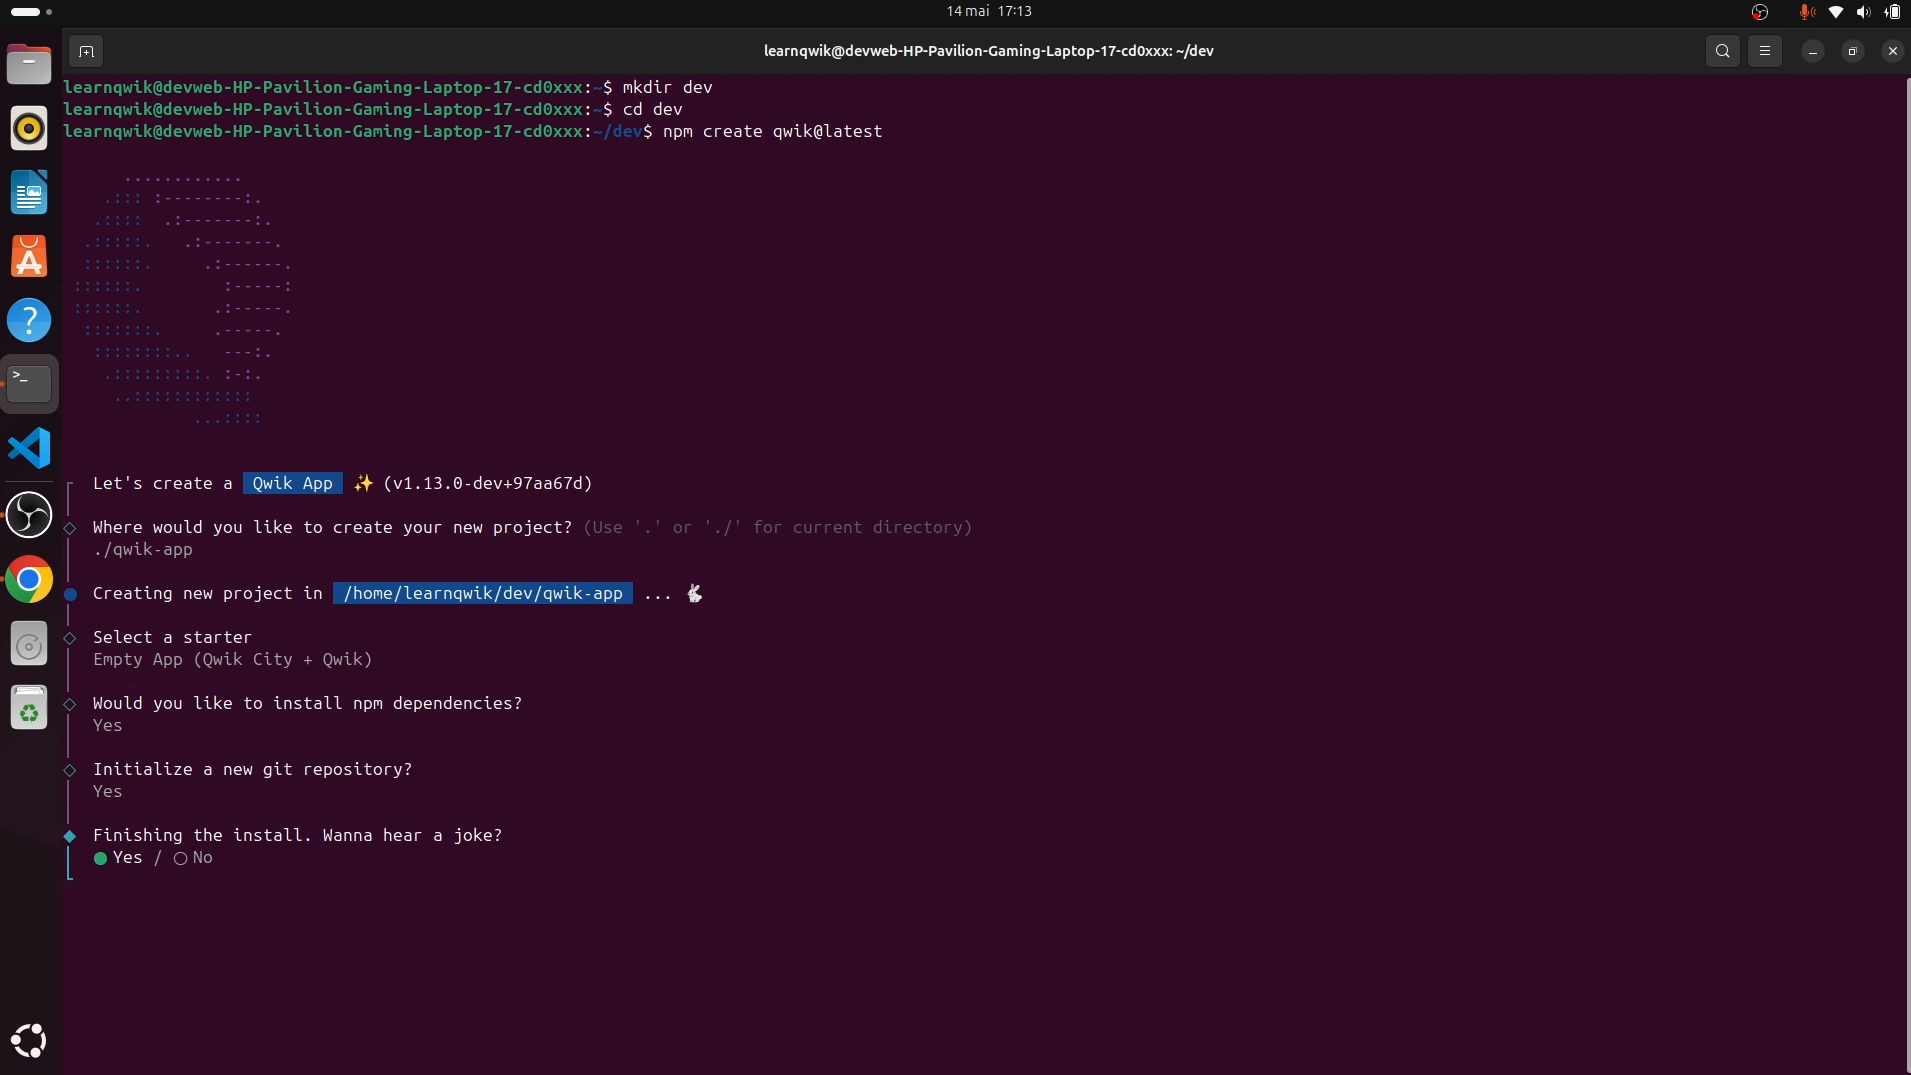 14 mai 17:13
learnqwik@devweb-HP-Pavilion-Gaming-Laptop-17-cd0xxx: ~/dev
learnqwik@devweb-HP-Pavilion-Gaming-Laptop-17-cd0xxx:~$ mkdir dev
learnqwik@devweb-HP-Pavilion-Gaming-Laptop-17-cd0xxx:~$ cd dev
learnqwik@devweb-HP-Pavilion-Gaming-Laptop-17-cd0xxx:~/dev$ npm create qwik@latest
Let's create a Qwik App ✨ (v1.13.0-dev+97aa67d)
Where would you like to create your new project? (Use '.' or './' for current directory)
./qwik-app
Creating new project in /home/learnqwik/dev/qwik-app ... 🐇
Select a starter
Empty App (Qwik City + Qwik)
Would you like to install npm dependencies?
Yes
Initialize a new git repository?
Yes
Finishing the install. Wanna hear a joke?
● Yes / ○ No